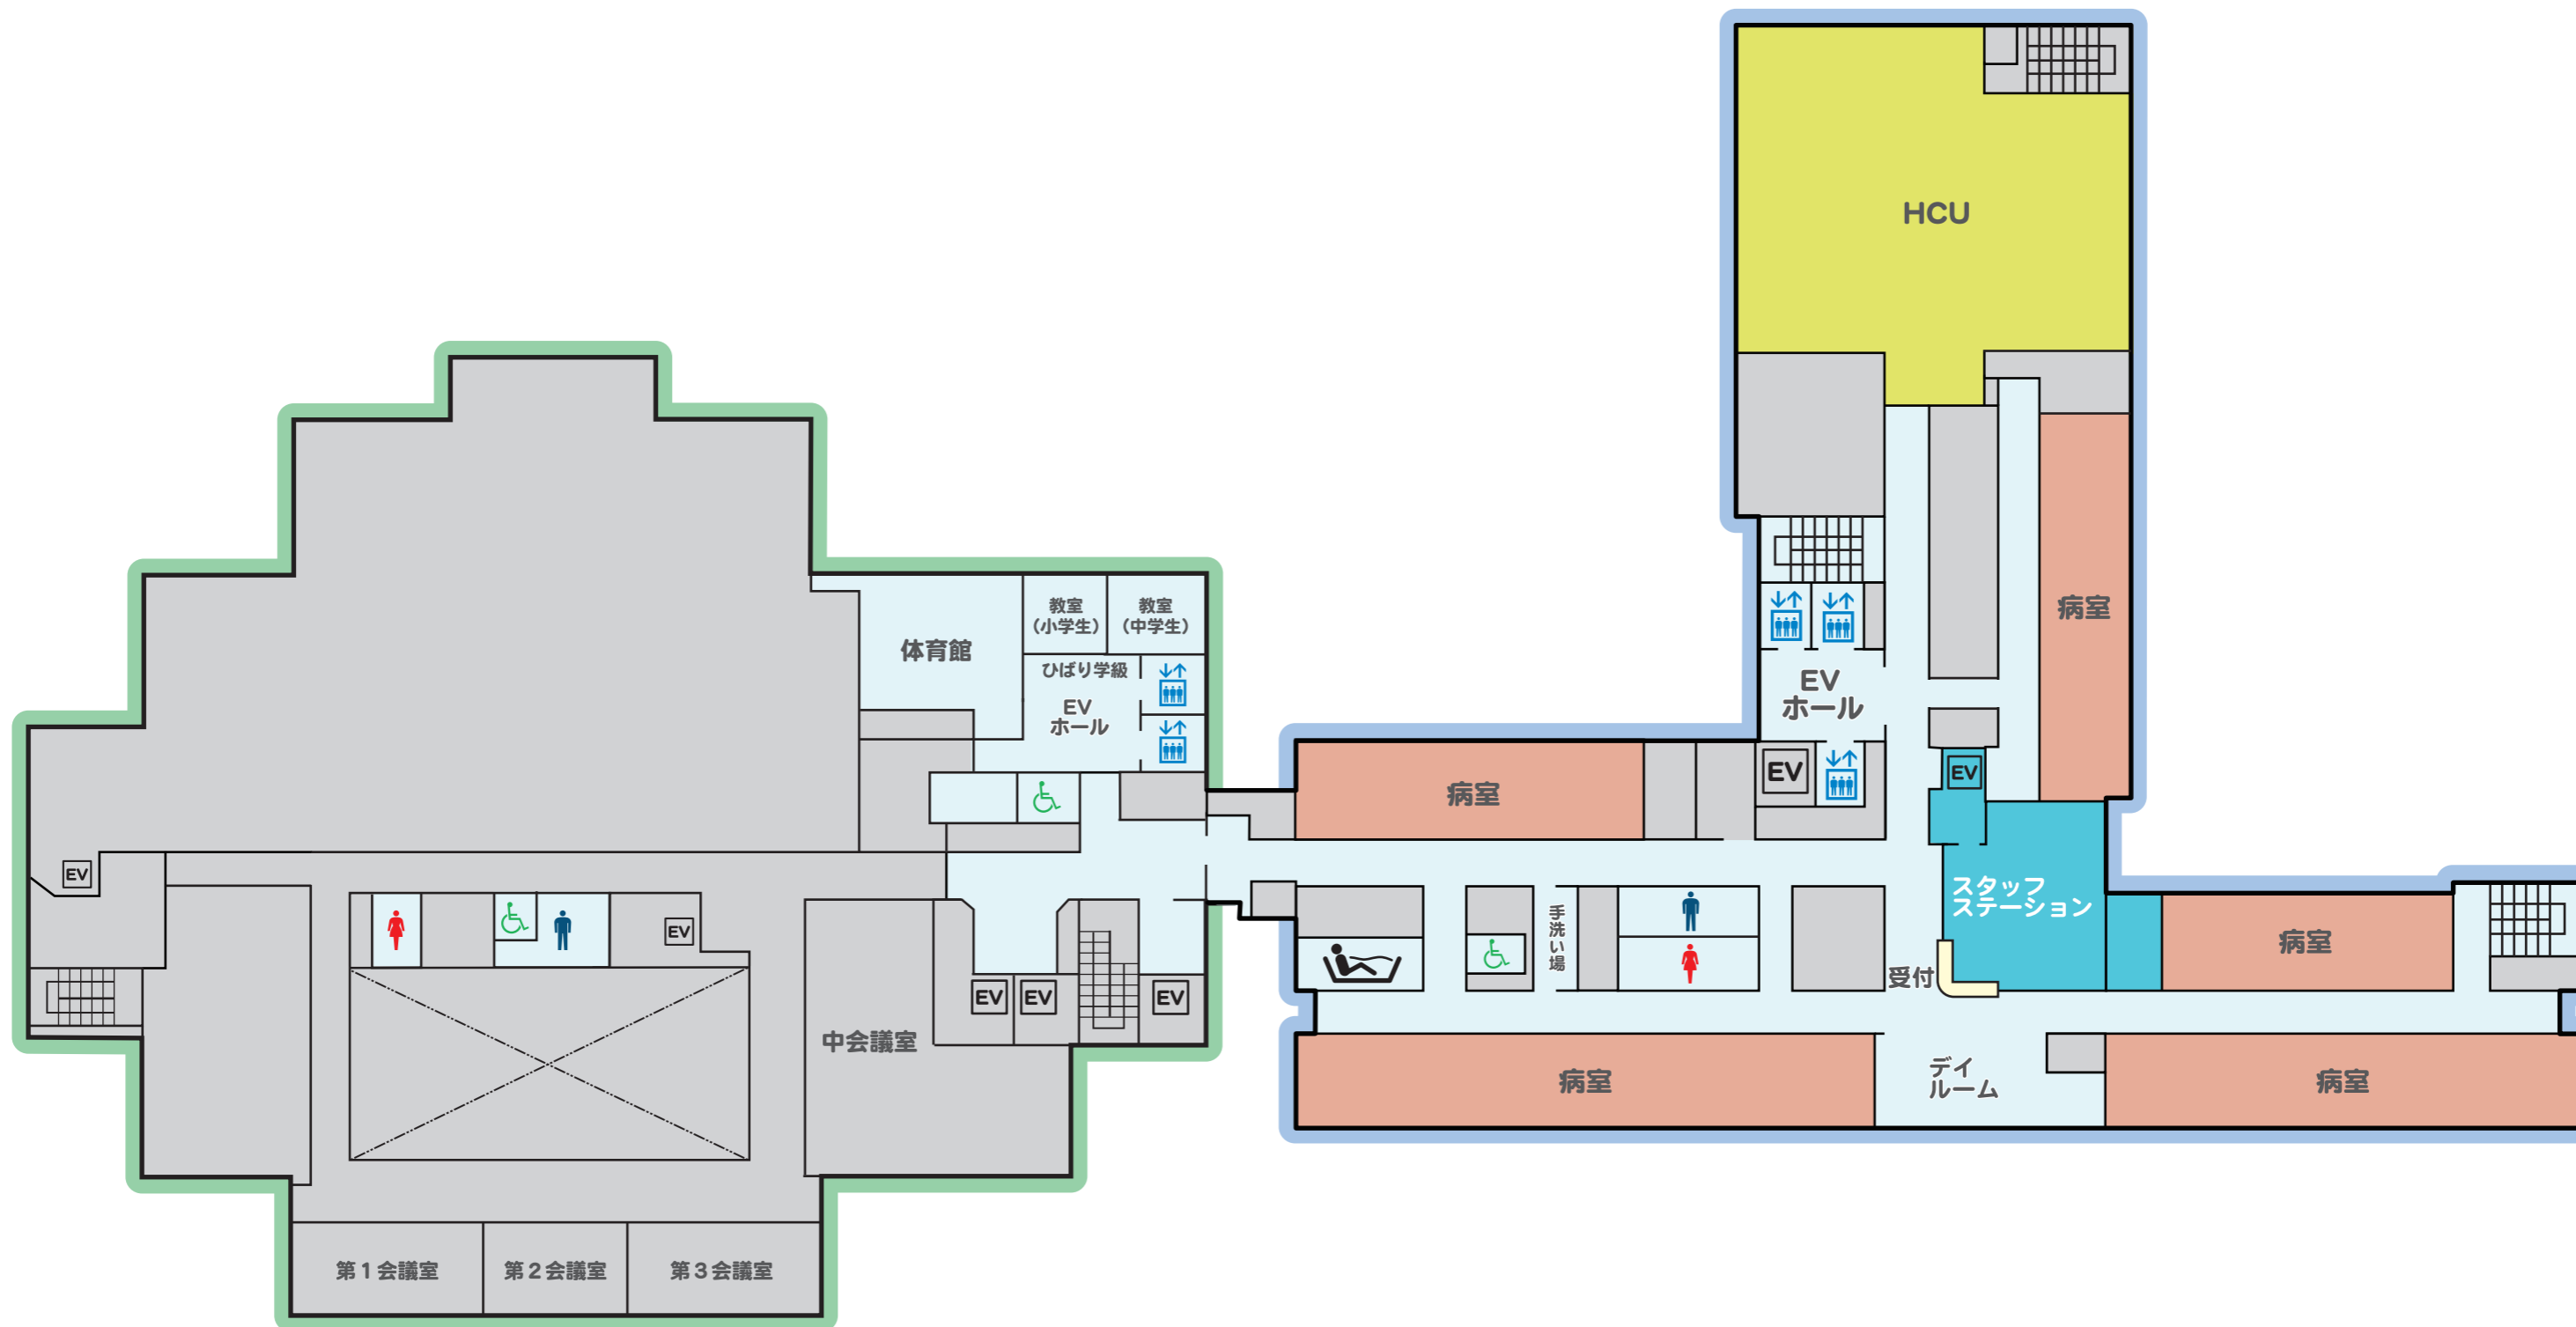 HCU
病室
教室
（小学生）
教室
（中学生）
体育館
ひばり学級
EV
ホール
EV
ホール
病室
EV
EV
EV
EV
スタッフ
ステーション
手洗い場
病室
受付
EV
EV
EV
中会議室
デイ
ルーム
病室
病室
第１会議室
第２会議室
第３会議室